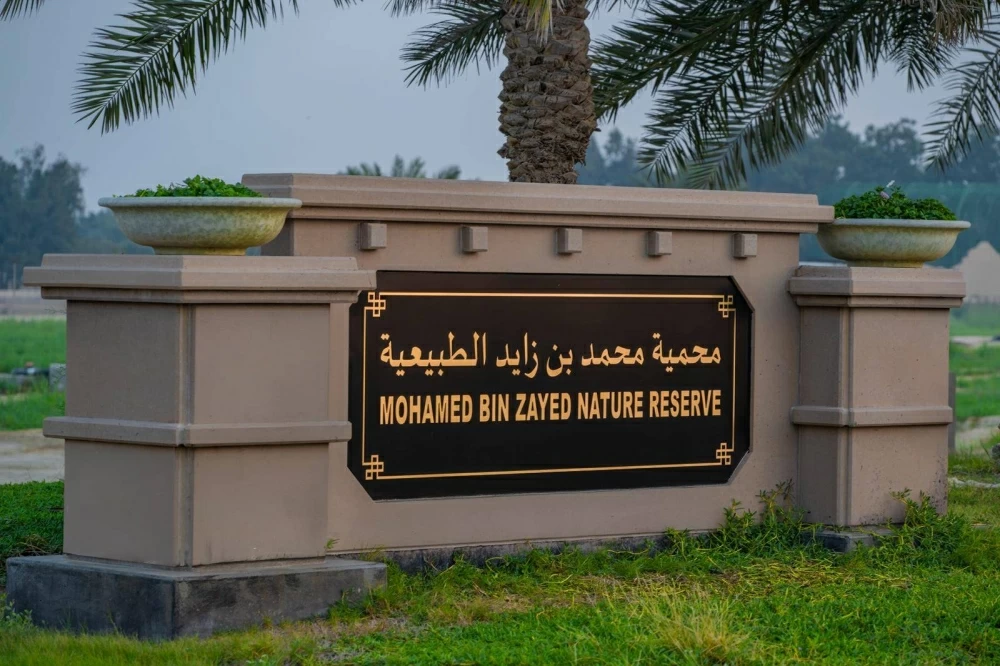 محمية محمد بن زايد الطبيعية
MOHAMED BIN ZAYED NATURE RESERVE